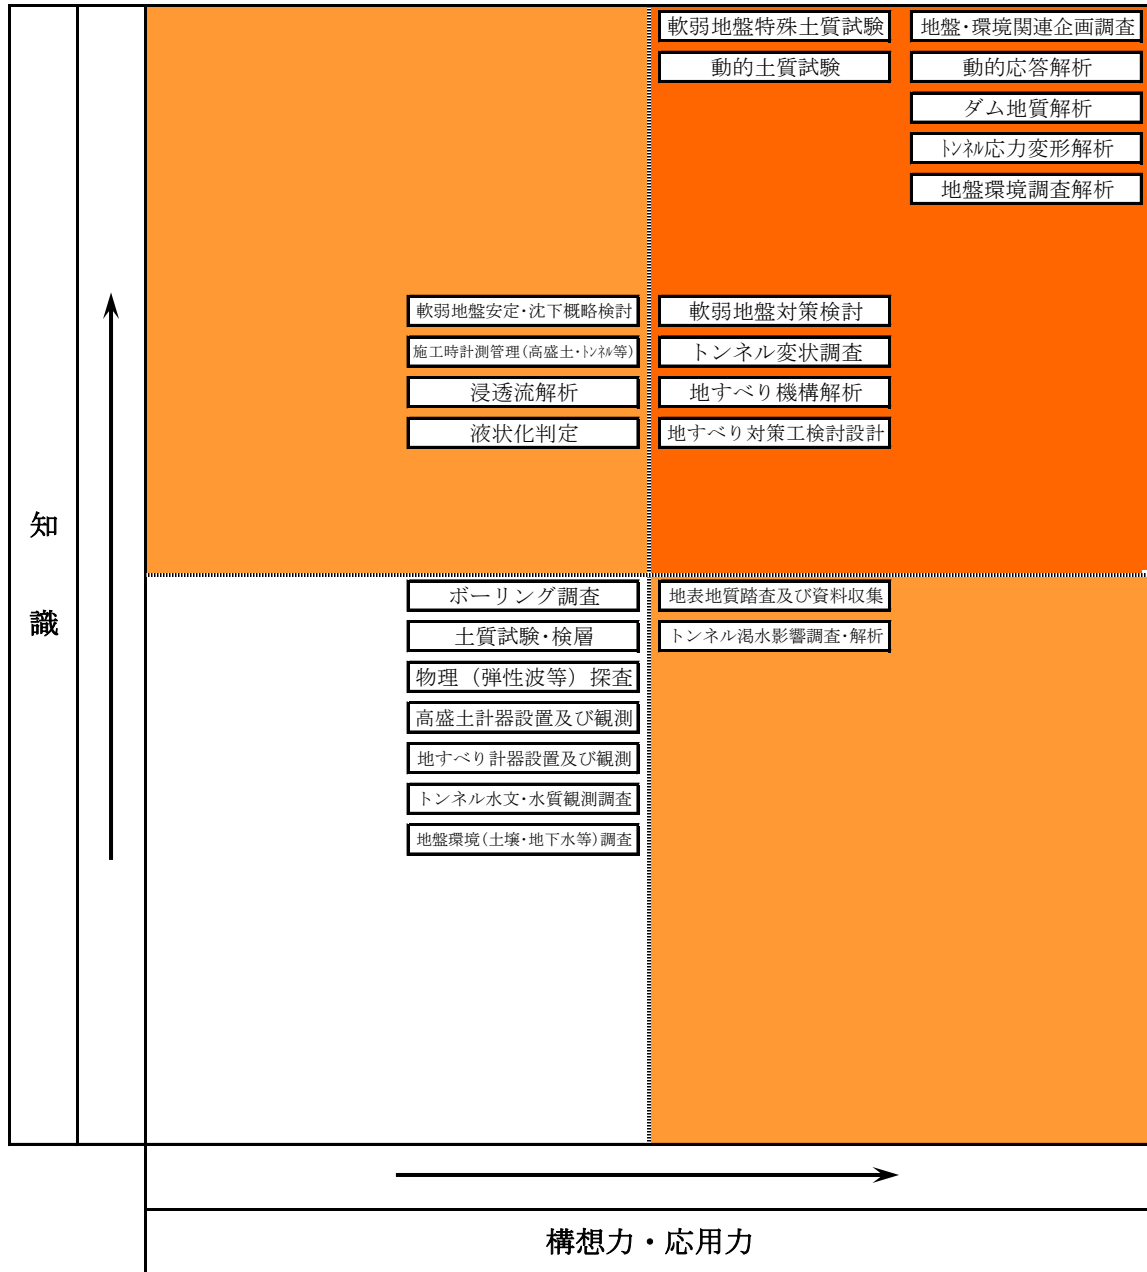 軟弱地盤特殊土質試験
地盤・環境関連企画調査
動的土質試験
動的応答解析
ダム地質解析
ﾄﾝﾈﾙ応力変形解析
地盤環境調査解析
軟弱地盤安定・沈下概略検討
軟弱地盤対策検討
施工時計測管理(高盛土・ﾄﾝﾈﾙ等)
トンネル変状調査
浸透流解析
地すべり機構解析
液状化判定
地すべり対策工検討設計
知
識
ボーリング調査
地表地質踏査及び資料収集
土質試験・検層
トンネル渇水影響調査・解析
物理（弾性波等）探査
高盛土計器設置及び観測
地すべり計器設置及び観測
トンネル水文・水質観測調査
地盤環境(土壌・地下水等)調査
構想力・応用力